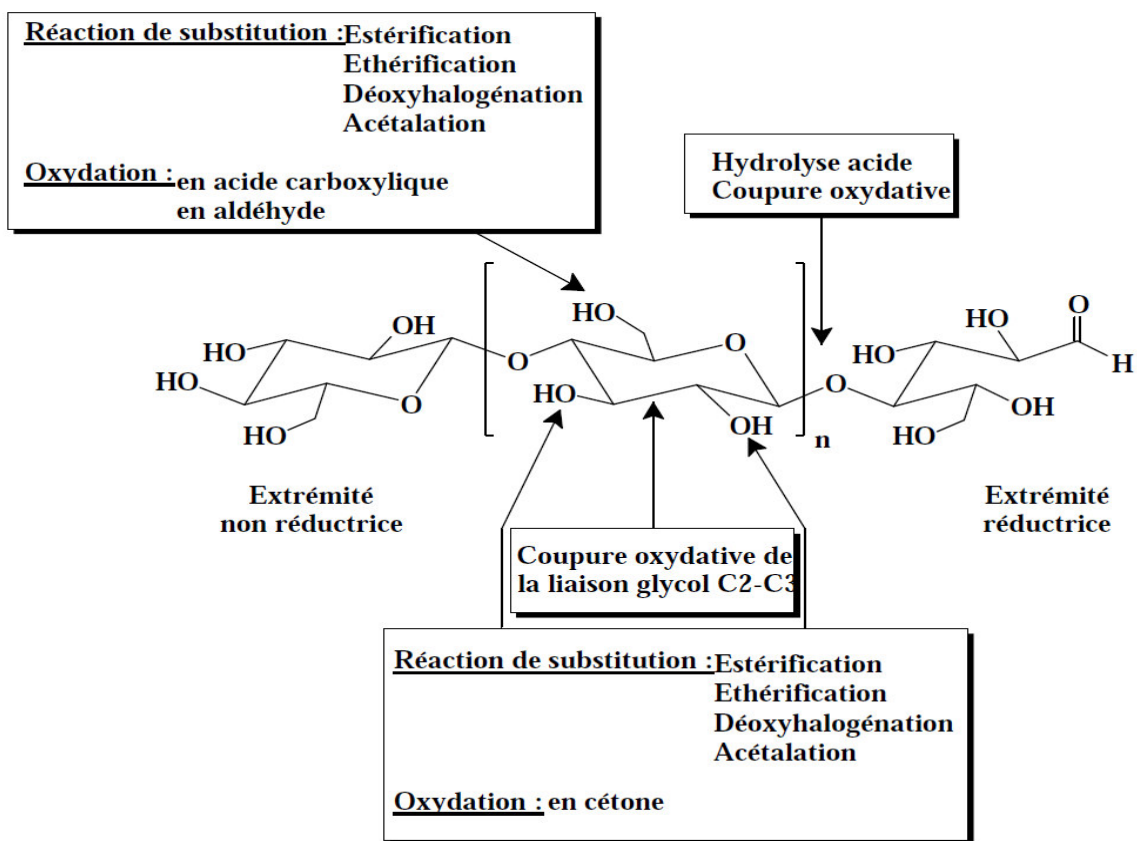 Réaction de substitution : Estérification
Ethérification
Déoxyhalogénation
Acétalation
Oxydation : en acide carboxylique
en aldéhyde
Hydrolyse acide
Coupure oxydative
HO
OH
HO
HO
HO
O
O
HO
O
HO
OH
n
O
HO
HO
O
H
OH
HO
Extrémité
non réductrice
Extrémité
réductrice
Coupure oxydative de
la liaison glycol C2-C3
Réaction de substitution : Estérification
Ethérification
Déoxyhalogénation
Acétalation
Oxydation : en cétone